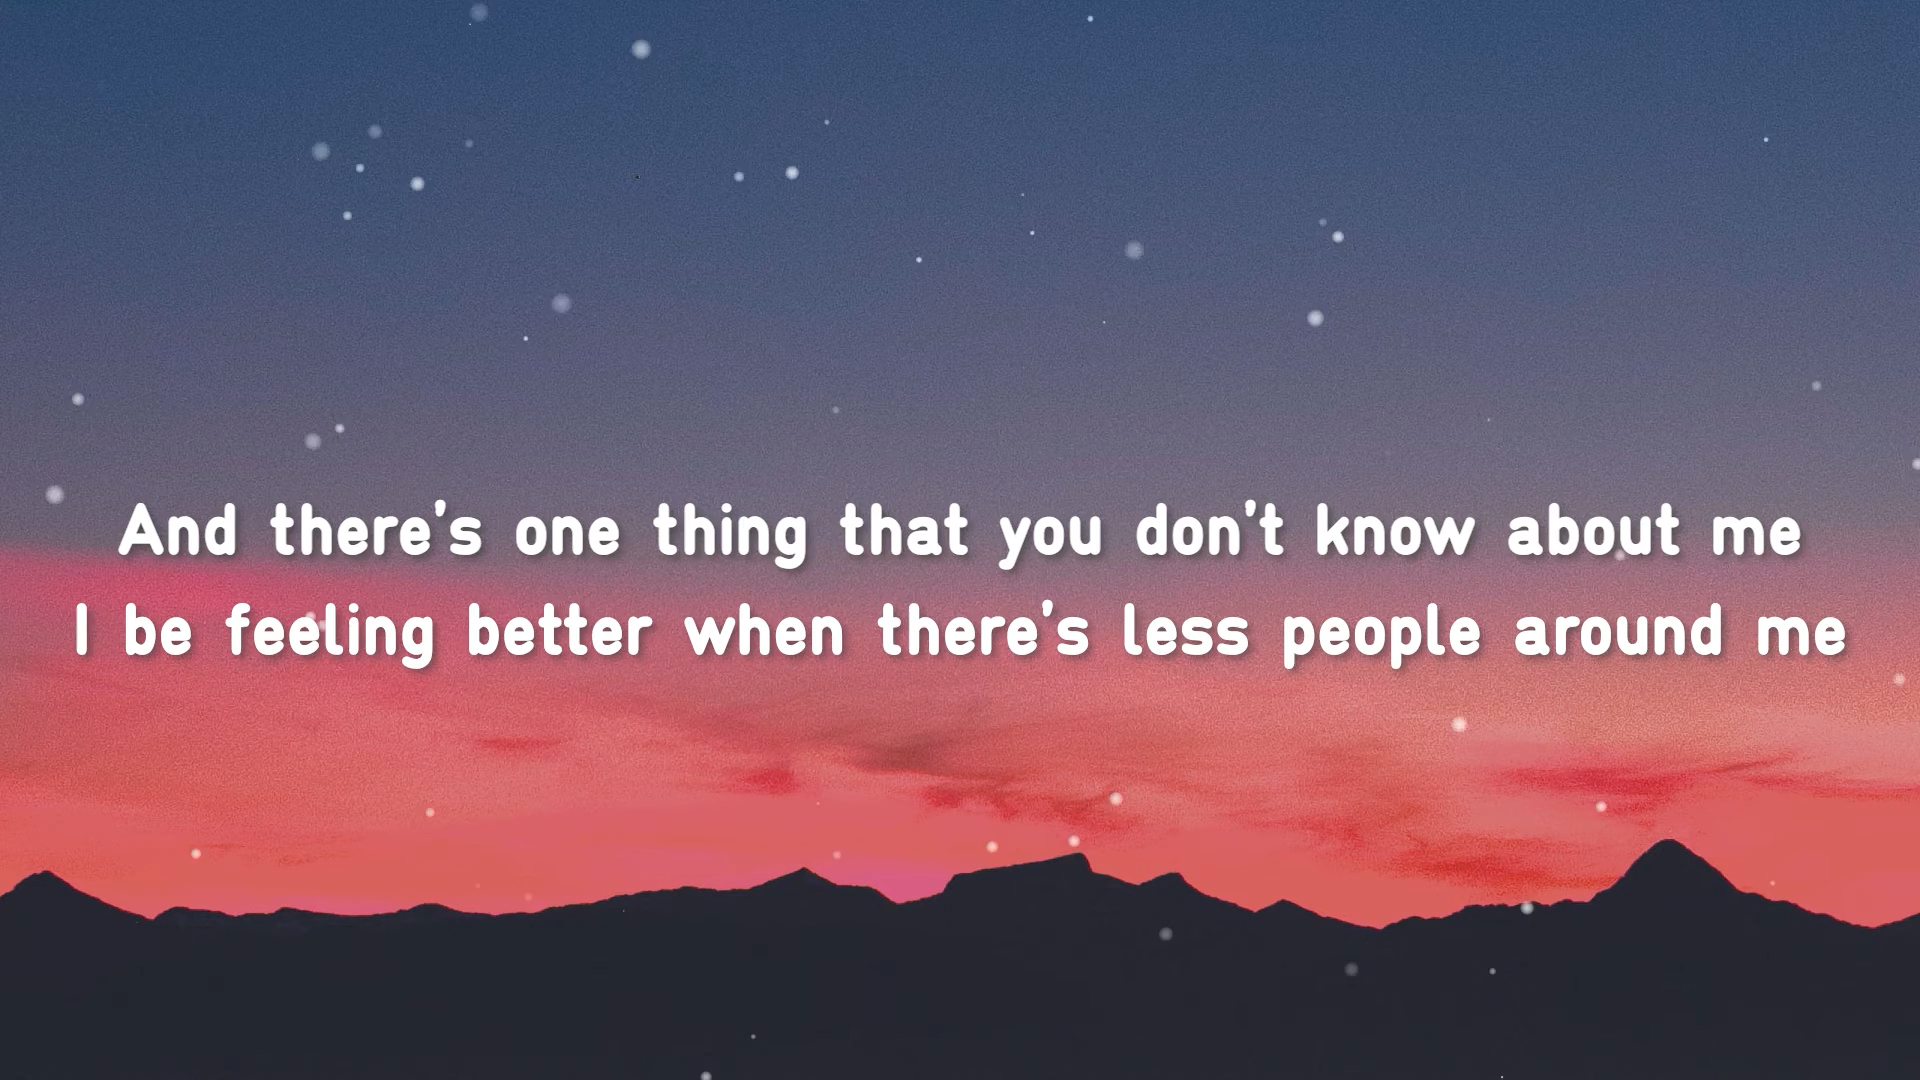 And there's one thing that you don't know about me
I be feeling better when there's less people around me